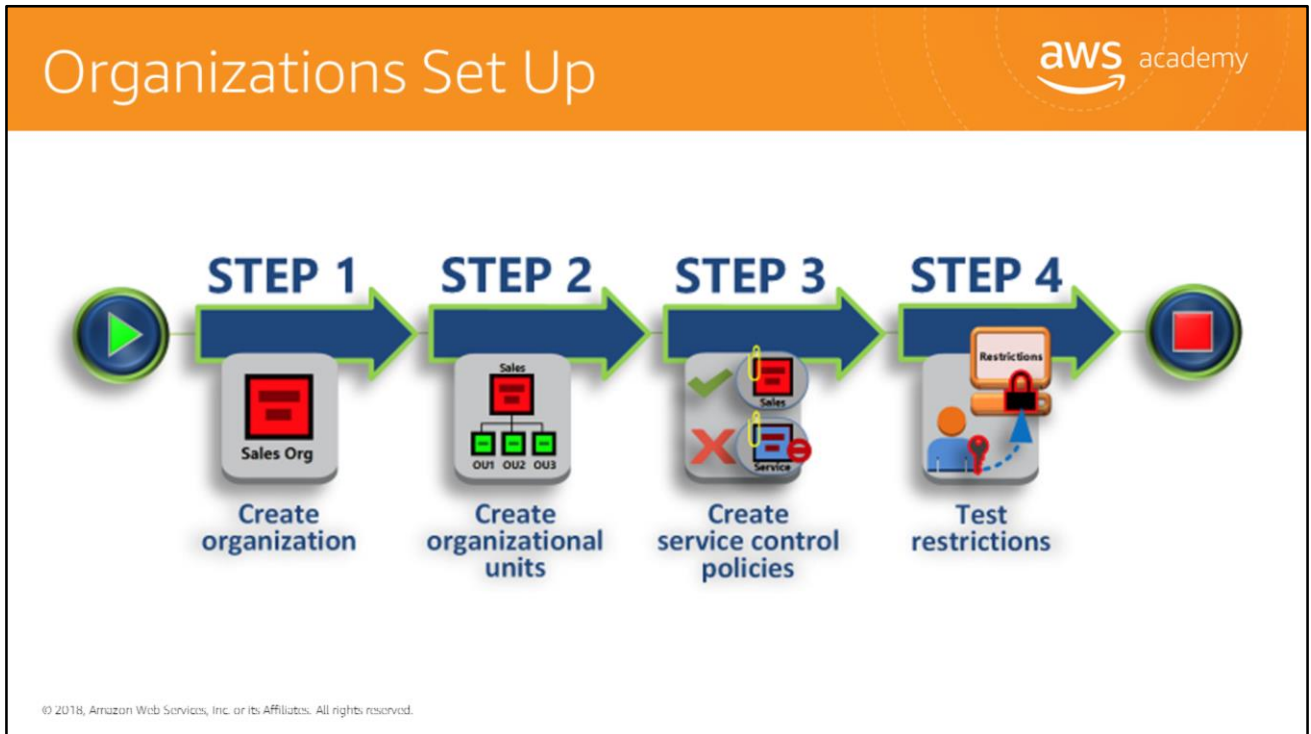 Organizations Set Up
aws academy
STEP 1
STEP 2
STEP 3
STEP 4
Sales Org
Create
organization
Sales
OU1 OU2 OU3
Create
organizational
units
Sales
Service
Create
service control
policies
Restrictions
Test
restrictions
© 2018, Amazon Web Services, Inc. or its Affiliates. All rights reserved.